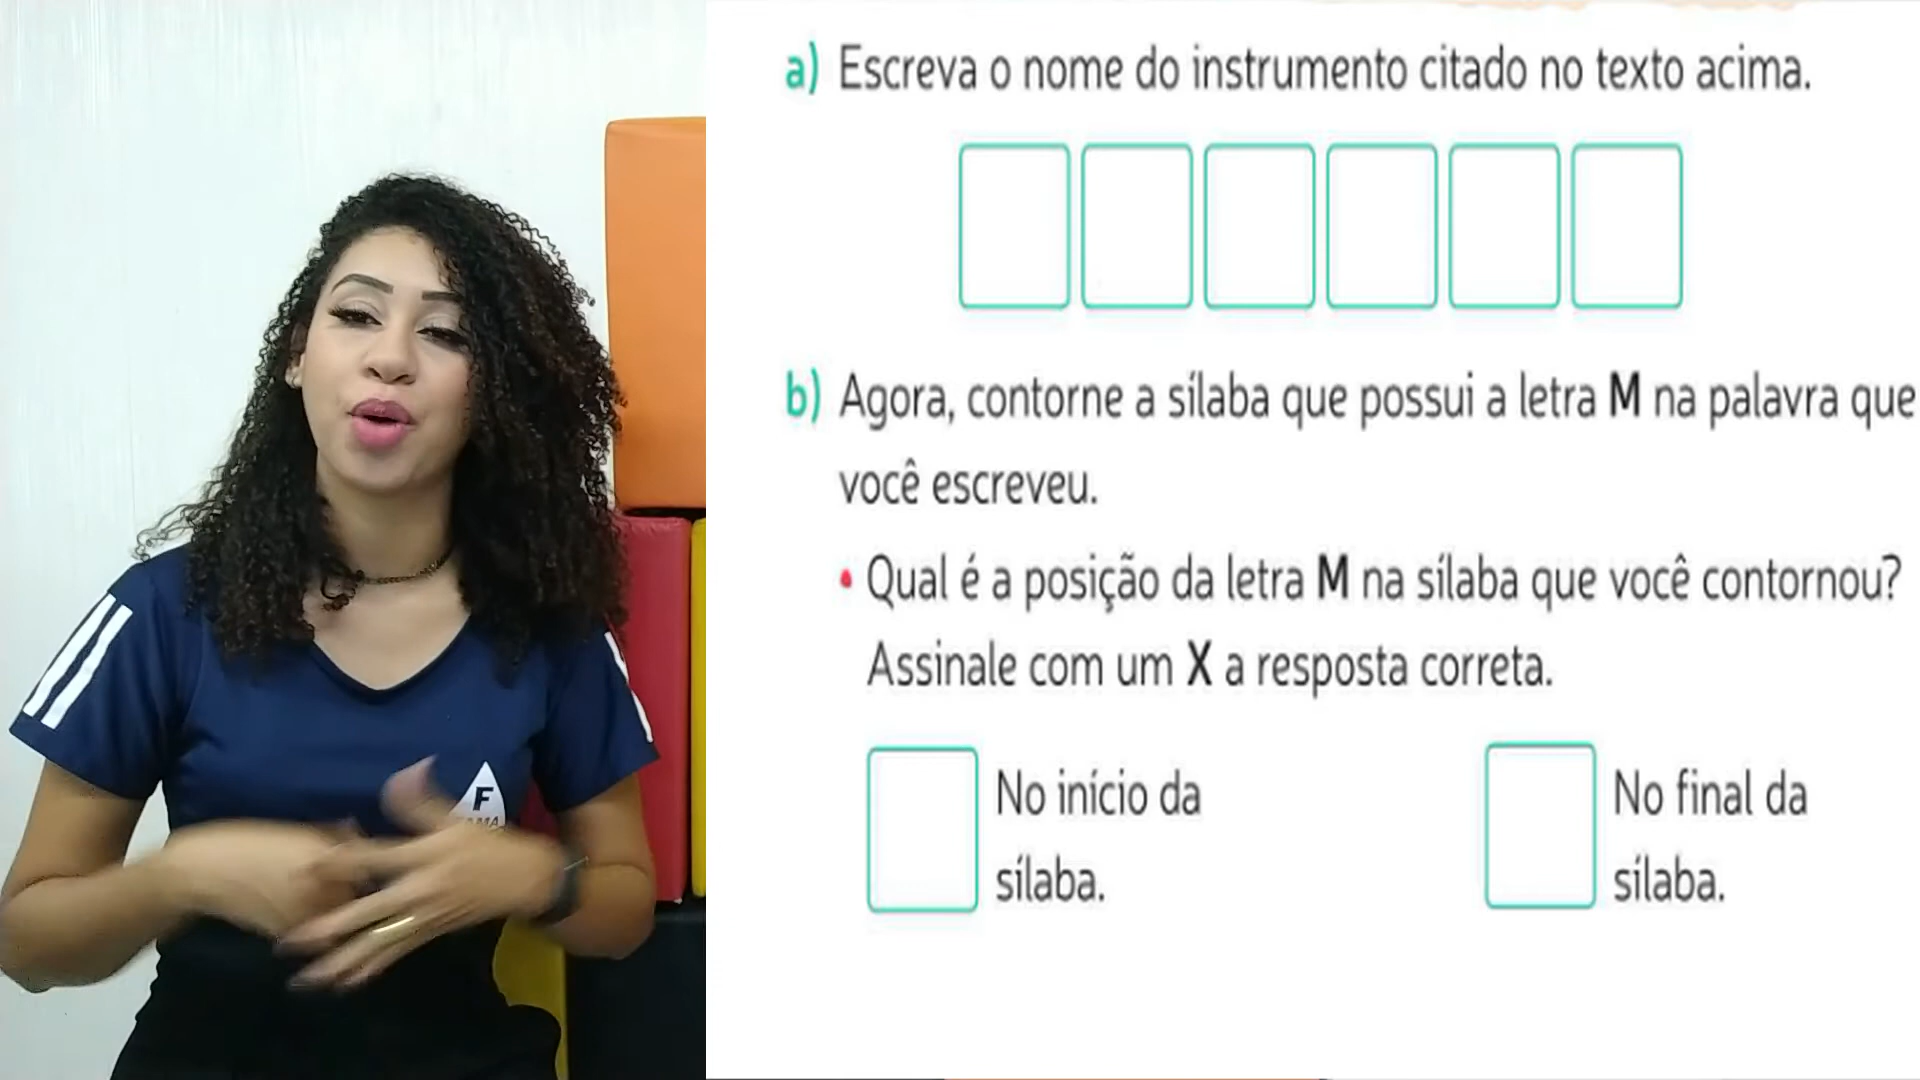 a) Escreva o nome do instrumento citado no texto acima.
b) Agora, contorne a sílaba que possui a letra M na palavra que
você escreveu.
• Qual é a posição da letra M na sílaba que você contornou?
Assinale com um X a resposta correta.
No início da
sílaba.
No final da
sílaba.
F